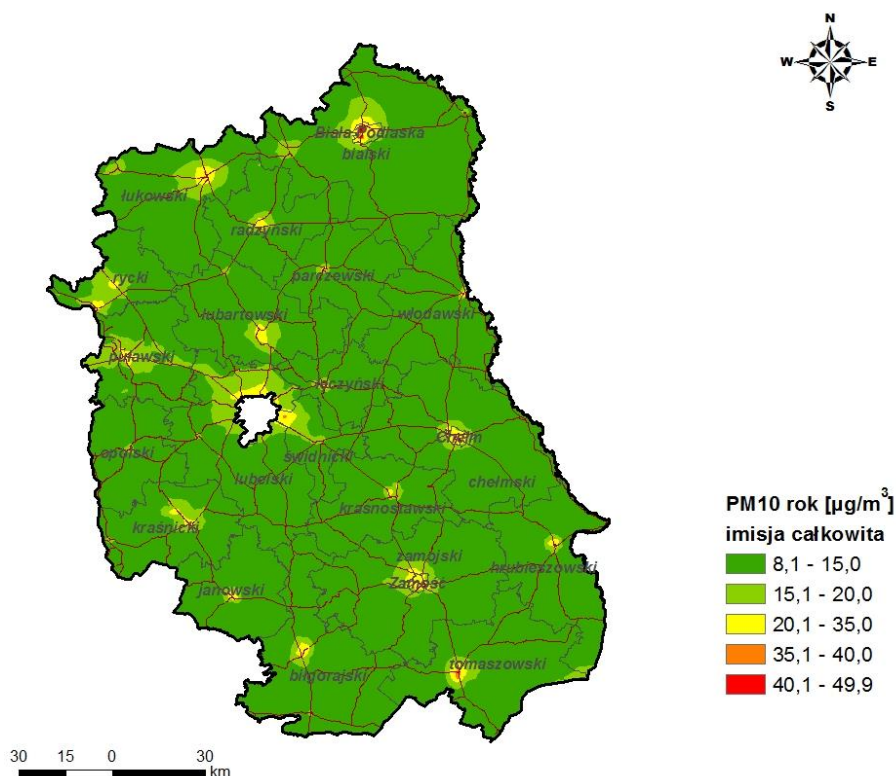 N
W E
S
Biała Podlaska
bialski
łukowski
radzyński
rycki
parczewski
lubartowski
włodawski
puławski
łęczyński
Chełm
opolski
świdnicki
lubelski
chełmski
krasnostawski
kraśnicki
zamojski
hrubieszowski
Zamość
janowski
tomaszowski
biłgorajski
PM10 rok [µg/m³]
imisja całkowita
8,1 - 15,0
15,1 - 20,0
20,1 - 35,0
35,1 - 40,0
40,1 - 49,9
30 15 0 30
km